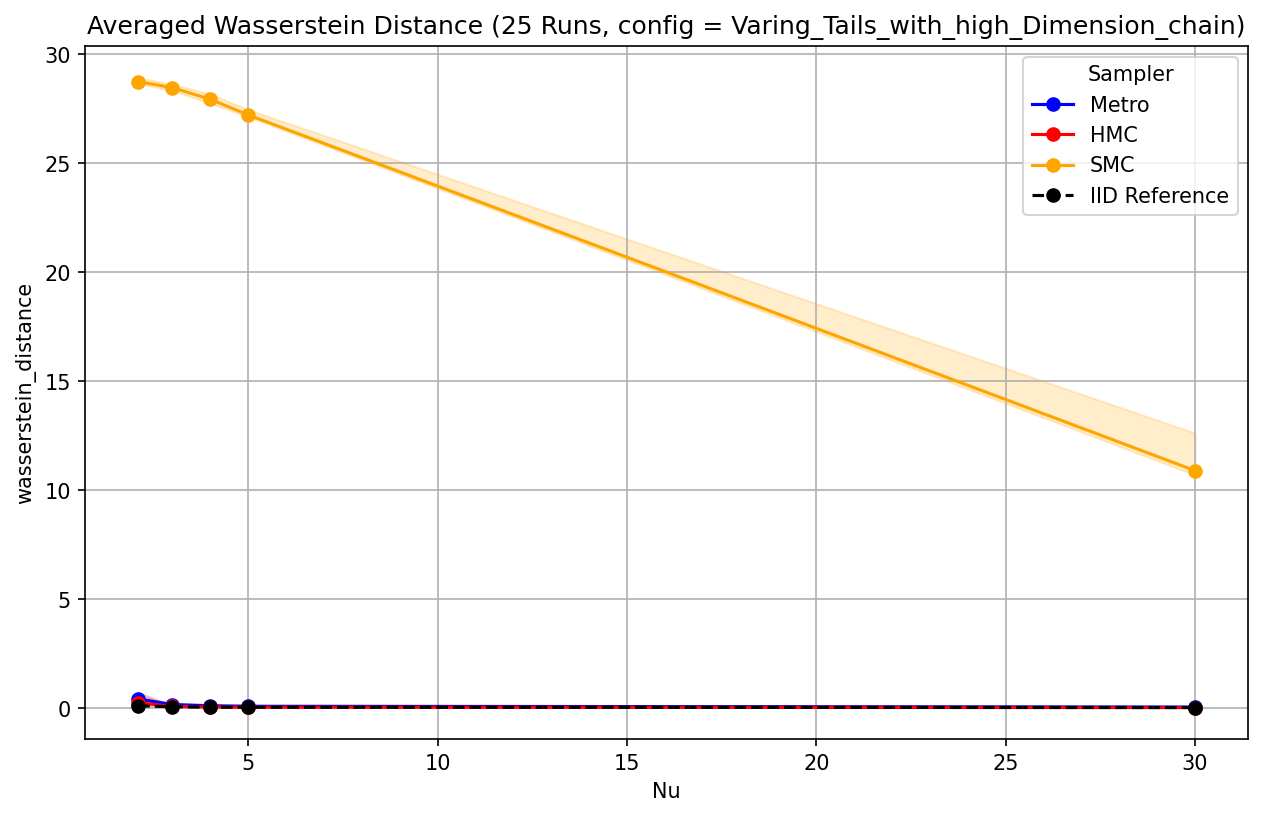 Averaged Wasserstein Distance (25 Runs, config = Varing_Tails_with_high_Dimension_chain)
30
25
20
15
10
5
0
wasserstein_distance
Sampler
Metro
HMC
SMC
IID Reference
5
10
15
20
25
30
Nu